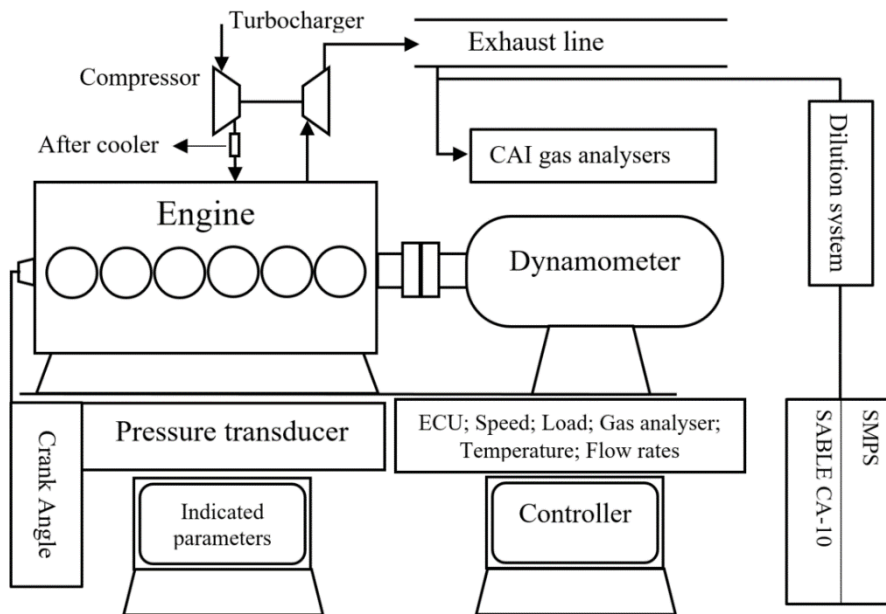 Turbocharger
Exhaust line
Compressor
After cooler
CAI gas analysers
Dilution system
Engine
Dynamometer
Pressure transducer
ECU; Speed; Load; Gas analyser;
Temperature; Flow rates
Crank Angle
Indicated
parameters
Controller
SMPS
SABLE CA-10